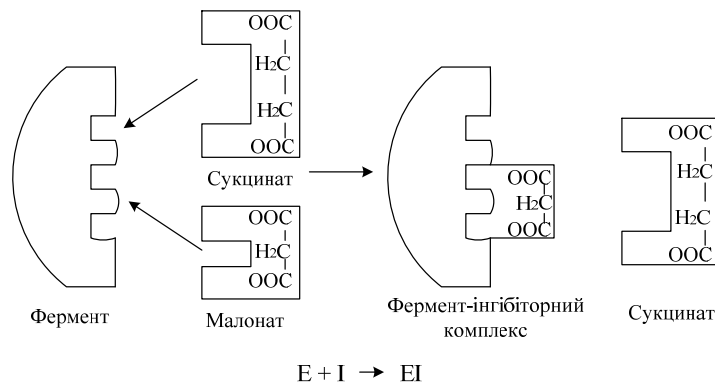 OOC
H2C
H2C
OOC
Сукцинат
OOC
H2C
OOC
Малонат
Фермент
OOC
H2C
OOC
Фермент-інгібіторний
комплекс
OOC
H2C
H2C
OOC
Сукцинат
E + I → EI